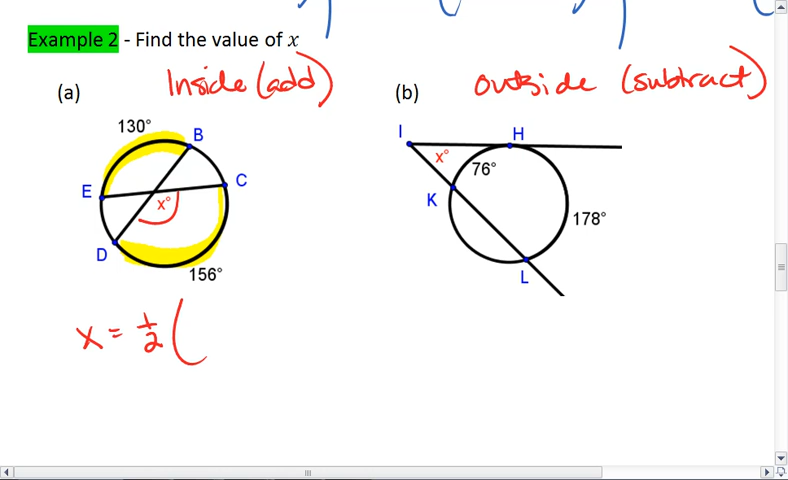 Example 2 - Find the value of x
(a) Inside (add)
130°
B
C
E
x°
D
156°
x = 1/2 (
(b) outside (subtract)
I
H
x°
76°
K
178°
L